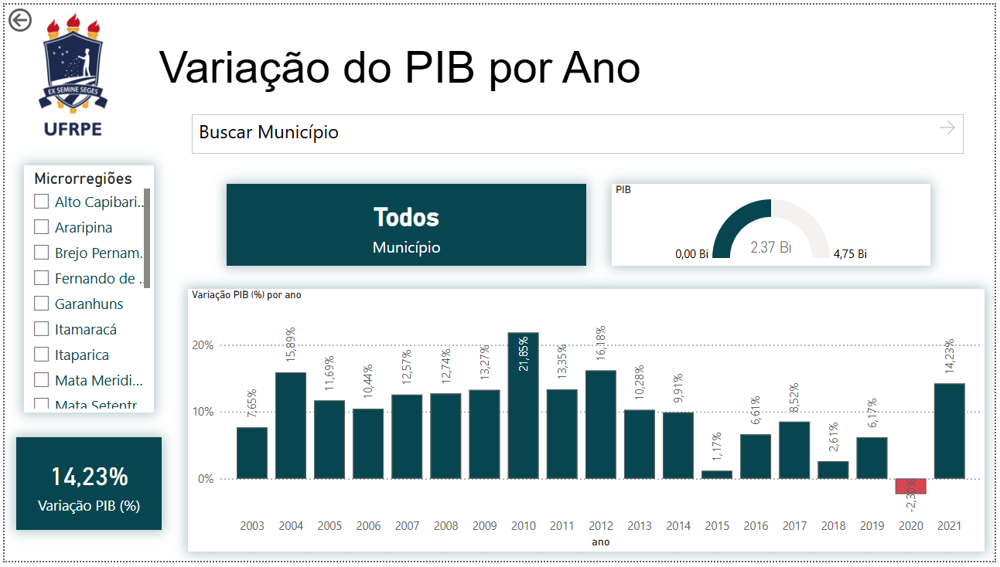 EX SEMINE SEGES
UFRPE
Variação do PIB por Ano
Buscar Município
Microrregiões
Alto Capibari...
Araripina
Brejo Pernam...
Fernando de ...
Garanhuns
Itamaracá
Itaparica
Mata Meridi...
Mata Setentr
Todos
Município
PIB
0,00 Bi
2,37 Bi
4,75 Bi
14,23%
Variação PIB (%)
Variação PIB (%) por ano
20%
10%
0%
7,65%
15,89%
11,69%
10,44%
12,57%
12,74%
13,27%
21,85%
13,35%
16,18%
10,28%
9,91%
1,17%
6,61%
8,52%
2,61%
6,17%
-2,30%
14,23%
2003 2004 2005 2006 2007 2008 2009 2010 2011 2012 2013 2014 2015 2016 2017 2018 2019 2020 2021
ano